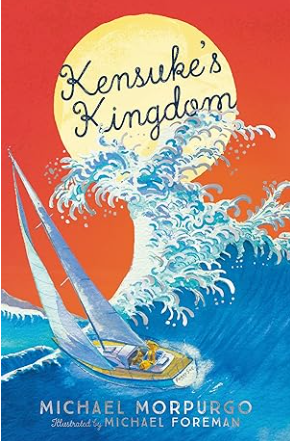 Kensuke's
Kingdom
MICHAEL MORPURGO
Illustrated by MICHAEL FOREMAN